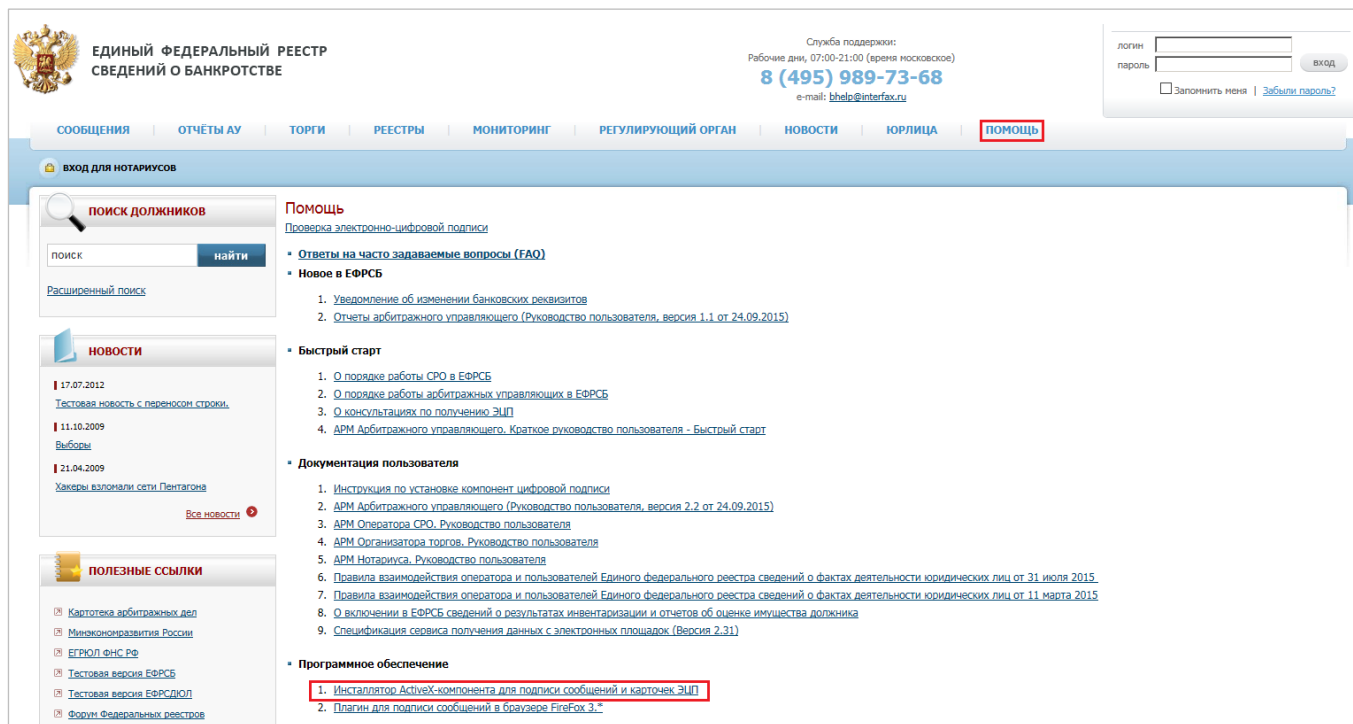 ЕДИНЫЙ ФЕДЕРАЛЬНЫЙ РЕЕСТР
СВЕДЕНИЙ О БАНКРОТСТВЕ
Служба поддержки:
Рабочие дни, 07:00-21:00 (время московское)
8 (495) 989-73-68
e-mail: bhelp@interfax.ru
логин
пароль
вход
Запомнить меня | Забыли пароль?
СООБЩЕНИЯ ОТЧЁТЫ АУ ТОРГИ РЕЕСТРЫ МОНИТОРИНГ РЕГУЛИРУЮЩИЙ ОРГАН НОВОСТИ ЮРЛИЦА ПОМОЩЬ
ВХОД ДЛЯ НОТАРИУСОВ
ПОИСК ДОЛЖНИКОВ
поиск найти
Расширенный поиск
НОВОСТИ
17.07.2012
Тестовая новость с переносом строки.
11.10.2009
Выборы
21.04.2009
Хакеры взломали сети Пентагона
Все новости
ПОЛЕЗНЫЕ ССЫЛКИ
Картотека арбитражных дел
Минэкономразвития России
ЕГРЮЛ ФНС РФ
Тестовая версия ЕФРСБ
Тестовая версия ЕФРСДЮЛ
Форум Федеральных реестров
Помощь
Проверка электронно-цифровой подписи
Ответы на часто задаваемые вопросы (FAQ)
Новое в ЕФРСБ
1. Уведомление об изменении банковских реквизитов
2. Отчеты арбитражного управляющего (Руководство пользователя, версия 1.1 от 24.09.2015)
Быстрый старт
1. О порядке работы СРО в ЕФРСБ
2. О порядке работы арбитражных управляющих в ЕФРСБ
3. О консультациях по получению ЭЦП
4. АРМ Арбитражного управляющего. Краткое руководство пользователя - Быстрый старт
Документация пользователя
1. Инструкция по установке компонент цифровой подписи
2. АРМ Арбитражного управляющего (Руководство пользователя, версия 2.2 от 24.09.2015)
3. АРМ Оператора СРО. Руководство пользователя
4. АРМ Организатора торгов. Руководство пользователя
5. АРМ Нотариуса. Руководство пользователя
6. Правила взаимодействия оператора и пользователей Единого федерального реестра сведений о фактах деятельности юридических лиц от 31 июля 2015
7. Правила взаимодействия оператора и пользователей Единого федерального реестра сведений о фактах деятельности юридических лиц от 11 марта 2015
8. О включении в ЕФРСБ сведений о результатах инвентаризации и отчетов об оценке имущества должника
9. Спецификация сервиса получения данных с электронных площадок (Версия 2.31)
Программное обеспечение
1. Инсталлятор ActiveX-компонента для подписи сообщений и карточек ЭЦП
2. Плагин для подписи сообщений в браузере FireFox 3.*